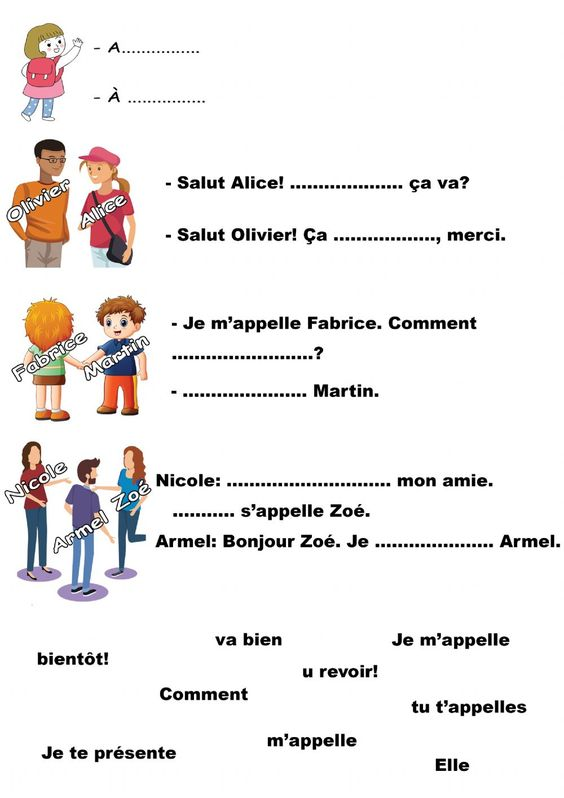 - A................
- À ................
Olivier
Alice
- Salut Alice! .................... ça va?
- Salut Olivier! Ça .................., merci.
Fabrice
Martin
- Je m’appelle Fabrice. Comment
.........................?
- ...................... Martin.
Nicole
Armel
Zoé
Nicole: ............................. mon amie.
........... s’appelle Zoé.
Armel: Bonjour Zoé. Je ..................... Armel.
va bien
Je m’appelle
bientôt!
u revoir!
Comment
tu t’appelles
m’appelle
Je te présente
Elle